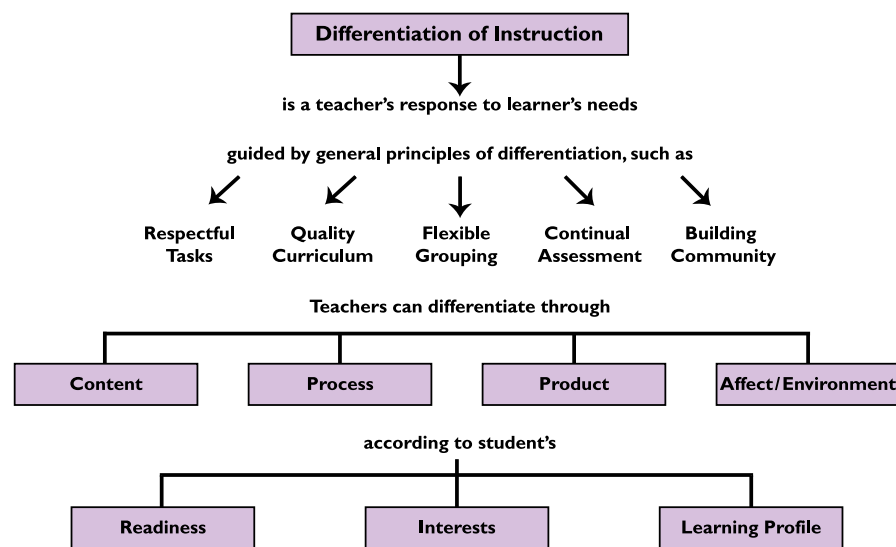 Differentiation of Instruction
is a teacher’s response to learner’s needs
guided by general principles of differentiation, such as
Respectful
Tasks
Quality
Curriculum
Flexible
Grouping
Continual
Assessment
Building
Community
Teachers can differentiate through
Content
Process
Product
Affect/Environment
according to student’s
Readiness
Interests
Learning Profile